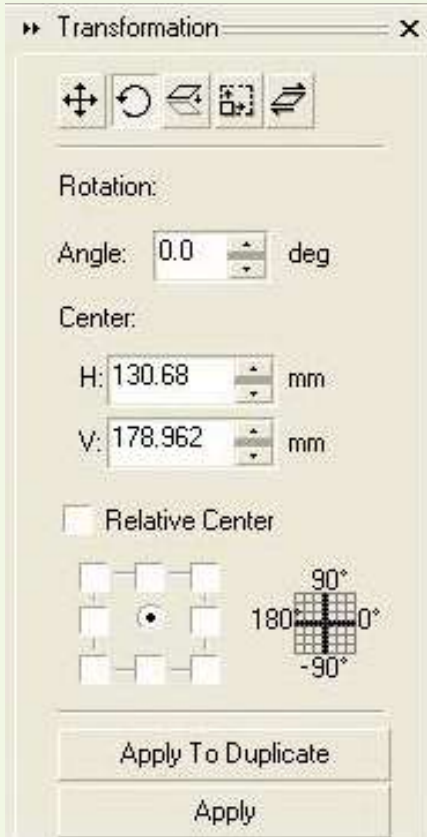 Transformation
Rotation:
Angle: 0.0 deg
Center:
H: 130.68 mm
V: 178.962 mm
Relative Center
90°
180° 0°
-90°
Apply To Duplicate
Apply